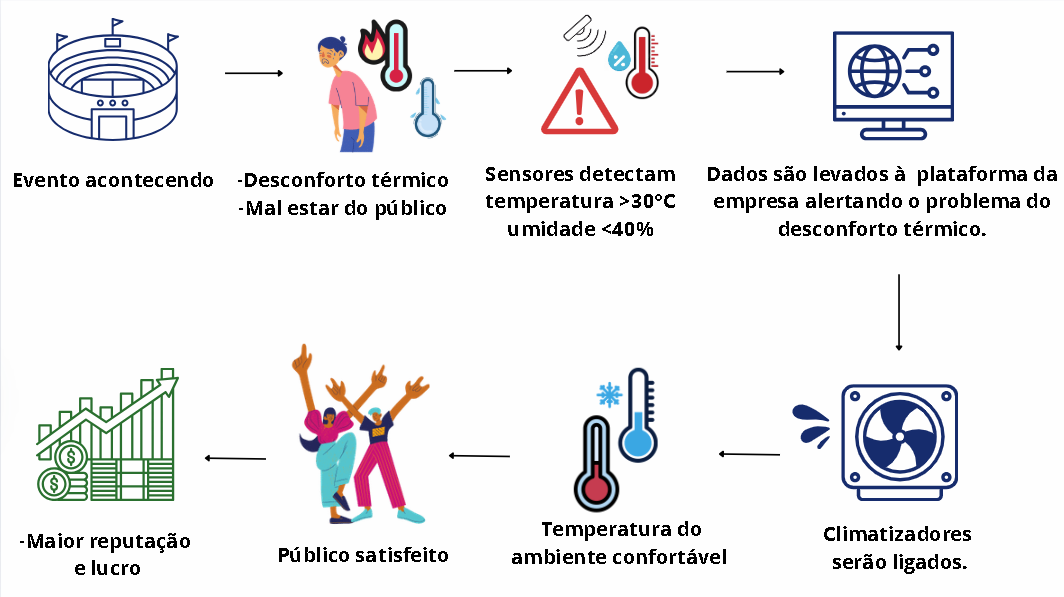 Evento acontecendo
-Desconforto térmico
-Mal estar do público
Sensores detectam
temperatura >30°C
umidade <40%
Dados são levados à plataforma da
empresa alertando o problema do
desconforto térmico.
Climatizadores
serão ligados.
Temperatura do
ambiente confortável
Público satisfeito
-Maior reputação
e lucro